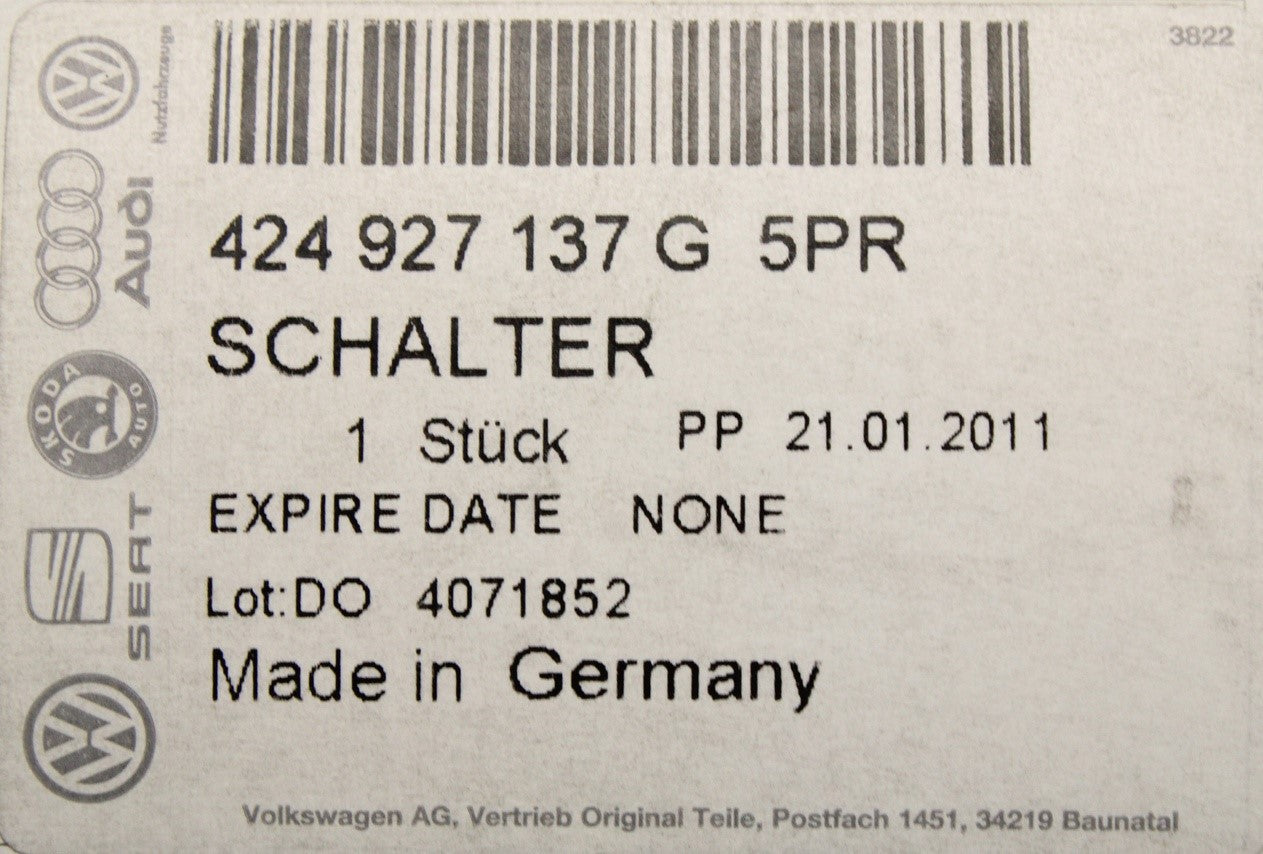 3822
Nutzfahrzeuge
Audi
SKODA
AUTO
SEAT
424 927 137 G 5PR
SCHALTER
1 Stück PP 21.01.2011
EXPIRE DATE NONE
Lot:DO 4071852
Made in Germany
Volkswagen AG, Vertrieb Original Teile, Postfach 1451, 34219 Baunatal